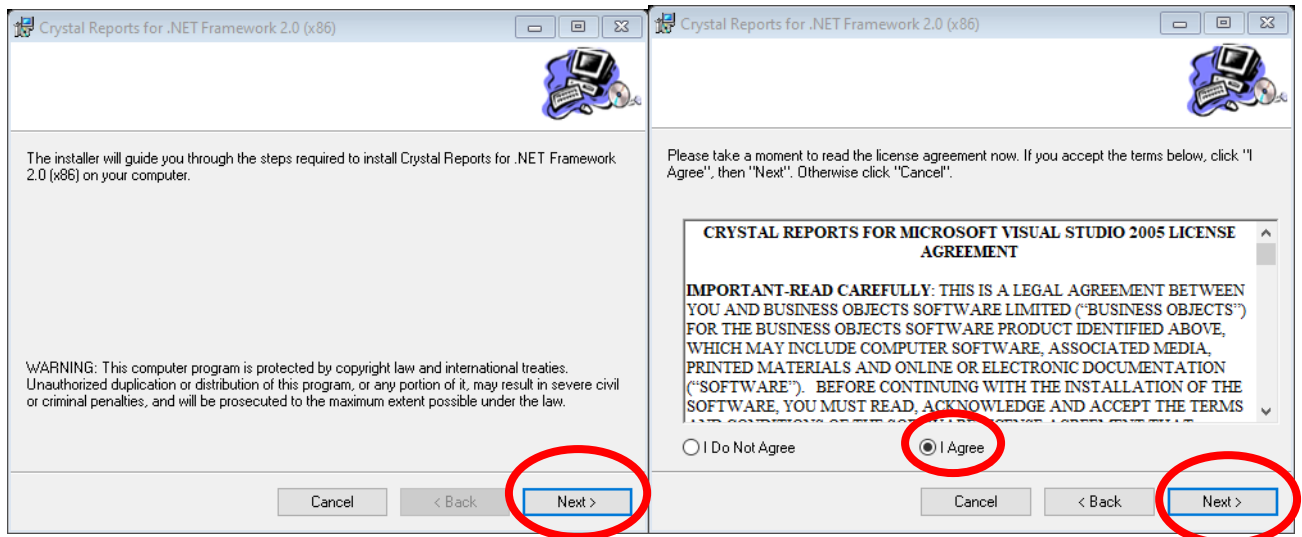 Crystal Reports for .NET Framework 2.0 (x86)
The installer will guide you through the steps required to install Crystal Reports for .NET Framework
2.0 (x86) on your computer.
WARNING: This computer program is protected by copyright law and international treaties.
Unauthorized duplication or distribution of this program, or any portion of it, may result in severe civil
or criminal penalties, and will be prosecuted to the maximum extent possible under the law.
Cancel
< Back
Next >
Crystal Reports for .NET Framework 2.0 (x86)
Please take a moment to read the license agreement now. If you accept the terms below, click "I
Agree", then "Next". Otherwise click "Cancel".
CRYSTAL REPORTS FOR MICROSOFT VISUAL STUDIO 2005 LICENSE
AGREEMENT
IMPORTANT-READ CAREFULLY: THIS IS A LEGAL AGREEMENT BETWEEN
YOU AND BUSINESS OBJECTS SOFTWARE LIMITED (“BUSINESS OBJECTS”)
FOR THE BUSINESS OBJECTS SOFTWARE PRODUCT IDENTIFIED ABOVE,
WHICH MAY INCLUDE COMPUTER SOFTWARE, ASSOCIATED MEDIA,
PRINTED MATERIALS AND ONLINE OR ELECTRONIC DOCUMENTATION
(“SOFTWARE”). BEFORE CONTINUING WITH THE INSTALLATION OF THE
SOFTWARE, YOU MUST READ, ACKNOWLEDGE AND ACCEPT THE TERMS
AND CONDITIONS OF THE SOFTWARE LICENSE AGREEMENT THAT
I Do Not Agree
I Agree
Cancel
< Back
Next >